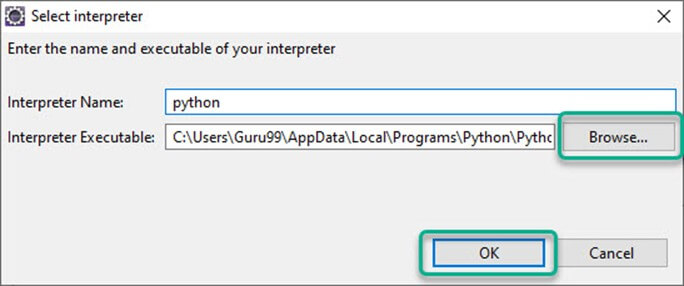 Select interpreter
Enter the name and executable of your interpreter
Interpreter Name: python
Interpreter Executable: C:\Users\Guru99\AppData\Local\Programs\Python\Pytho Browse...
OK Cancel